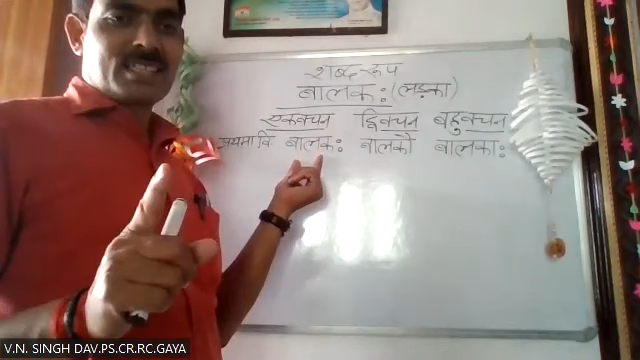 शब्द रूप
बालक: (लड़का)
एकवचन द्विवचन बहुवचन
प्रथमा वि बालक: बालकौ बालका:
V.N. SINGH DAV.PS.CR.RC.GAYA